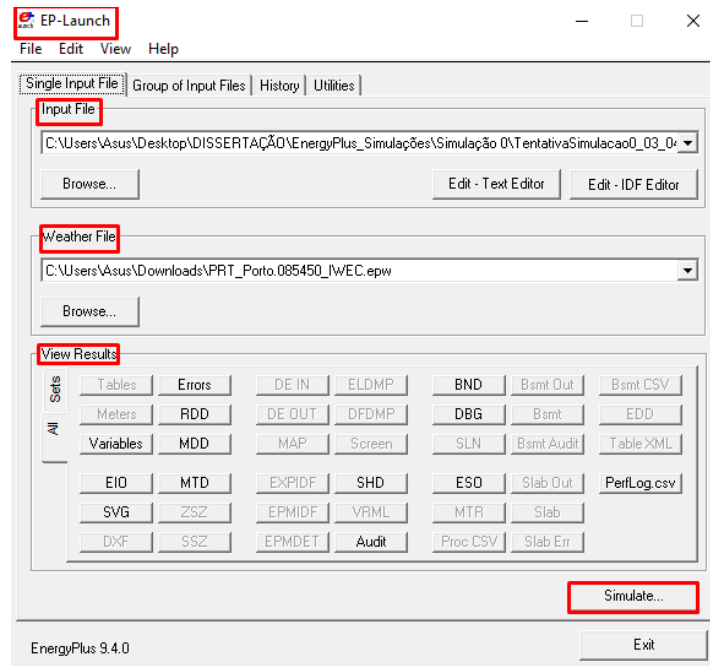 EP-Launch
File Edit View Help
Single Input File Group of Input Files History Utilities
Input File
C:\Users\Asus\Desktop\DISSERTAÇÃO\EnergyPlus_Simulações\Simulação 0\TentativaSimulacao0_03_04
Browse... Edit - Text Editor Edit - IDF Editor
Weather File
C:\Users\Asus\Downloads\PRT_Porto.085450_IWEC.epw
Browse...
View Results
Sets
All
Tables Errors DE IN ELDMP BND Bsmt Out Bsmt CSV
Meters RDD DE OUT DFDMP DBG Bsmt EDD
Variables MDD MAP Screen SLN Bsmt Audit Table XML
EIO MTD EXPIDF SHD ESO Slab Out PerfLog.csv
SVG ZSZ EPMIDF VRML MTR Slab
DXF SSZ EPMDET Audit Proc CSV Slab Err
Simulate...
EnergyPlus 9.4.0 Exit